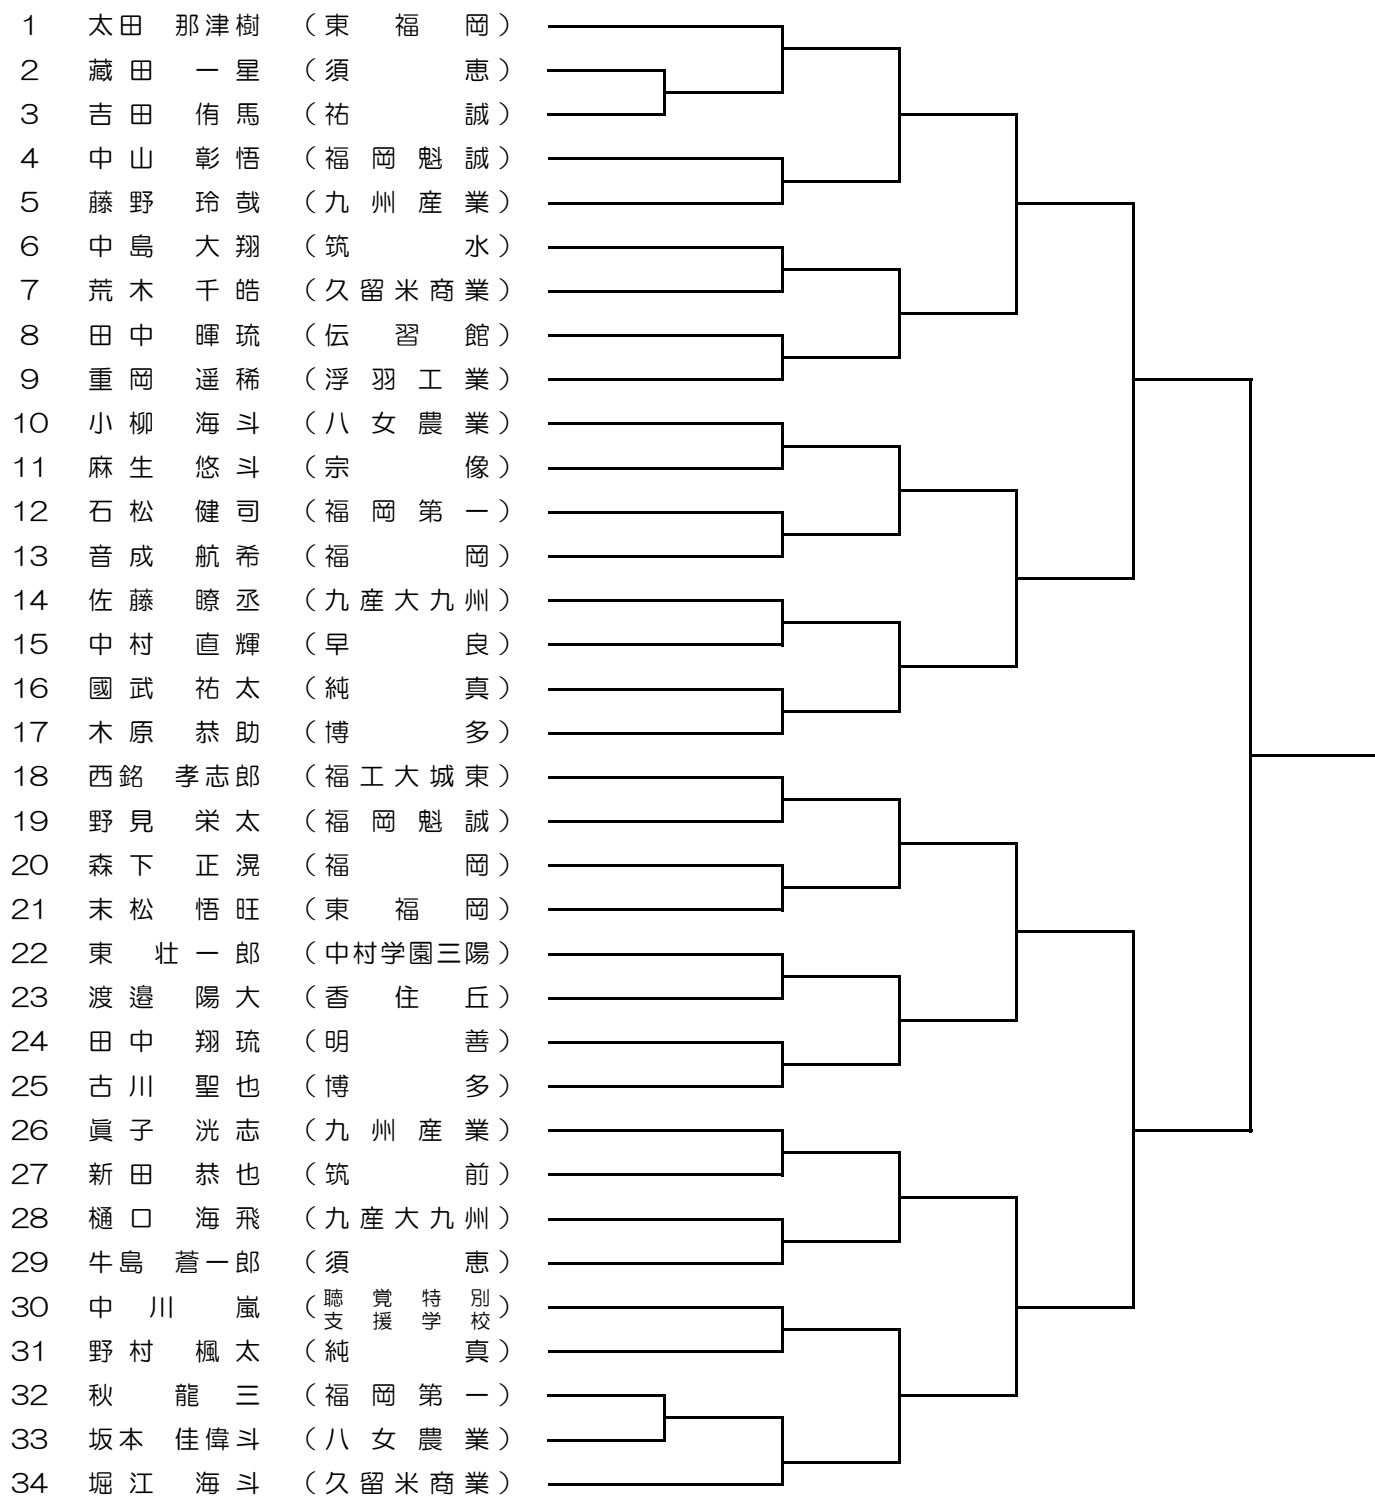 1 太田 那津樹 （東福岡）
2 藏田 一星 （須恵）
3 吉田 侑馬 （祐誠）
4 中山 彰悟 （福岡魁誠）
5 藤野 玲哉 （九州産業）
6 中島 大翔 （筑水）
7 荒木 千皓 （久留米商業）
8 田中 暉琉 （伝習館）
9 重岡 遥稀 （浮羽工業）
10 小柳 海斗 （八女農業）
11 麻生 悠斗 （宗像）
12 石松 健司 （福岡第一）
13 音成 航希 （福岡）
14 佐藤 瞭丞 （九産大九州）
15 中村 直輝 （早良）
16 國武 祐太 （純真）
17 木原 恭助 （博多）
18 西銘 孝志郎 （福工大城東）
19 野見 栄太 （福岡魁誠）
20 森下 正滉 （福岡）
21 末松 悟旺 （東福岡）
22 東 壮一郎 （中村学園三陽）
23 渡邉 陽大 （香住丘）
24 田中 翔琉 （明善）
25 古川 聖也 （博多）
26 眞子 洸志 （九州産業）
27 新田 恭也 （筑前）
28 樋口 海飛 （九産大九州）
29 牛島 蒼一郎 （須恵）
30 中川 嵐 （聴覚特別支援学校）
31 野村 楓太 （純真）
32 秋 龍三 （福岡第一）
33 坂本 佳偉斗 （八女農業）
34 堀江 海斗 （久留米商業）